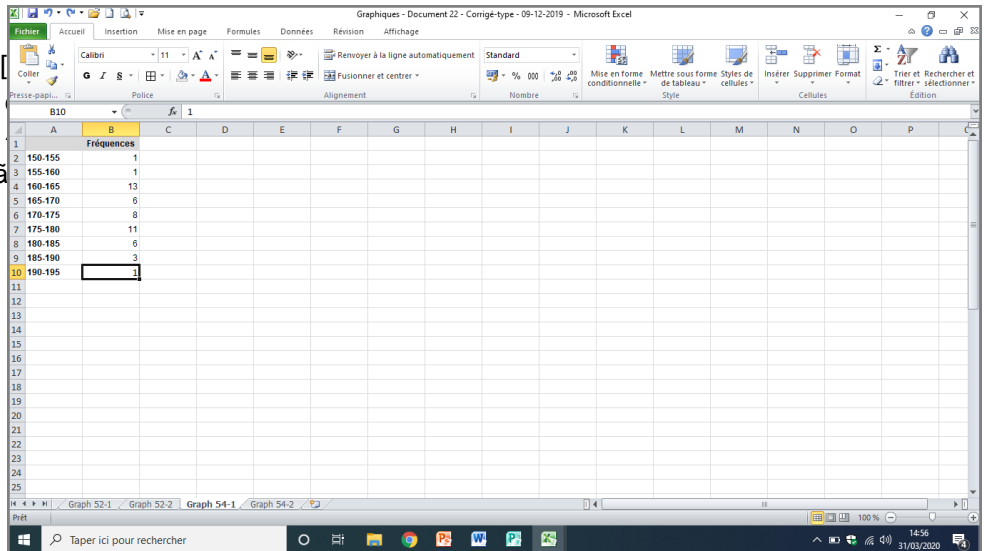 Graphiques - Document 22 - Corrigé-type - 09-12-2019 - Microsoft Excel
Fichier Accueil Insertion Mise en page Formules Données Révision Affichage
Calibri 11 A A Renvoyer à la ligne automatiquement Standard Σ
Coller G I S A Fusionner et centrer % 000 Mise en forme conditionnelle Mettre sous forme de tableau Styles de cellules Insérer Supprimer Format Trier et filtrer Rechercher et sélectionner
Presse-papi... Police Alignement Nombre Style Cellules Édition
B10 fx 1
A B C D E F G H I J K L M N O P
1 Fréquences
2 150-155 1
3 155-160 1
4 160-165 13
5 165-170 6
6 170-175 8
7 175-180 11
8 180-185 6
9 185-190 3
10 190-195 1
11
12
13
14
15
16
17
18
19
20
21
22
23
24
25
Graph 52-1 Graph 52-2 Graph 54-1 Graph 54-2
Prêt 100 %
Taper ici pour rechercher 14:56
31/03/2020